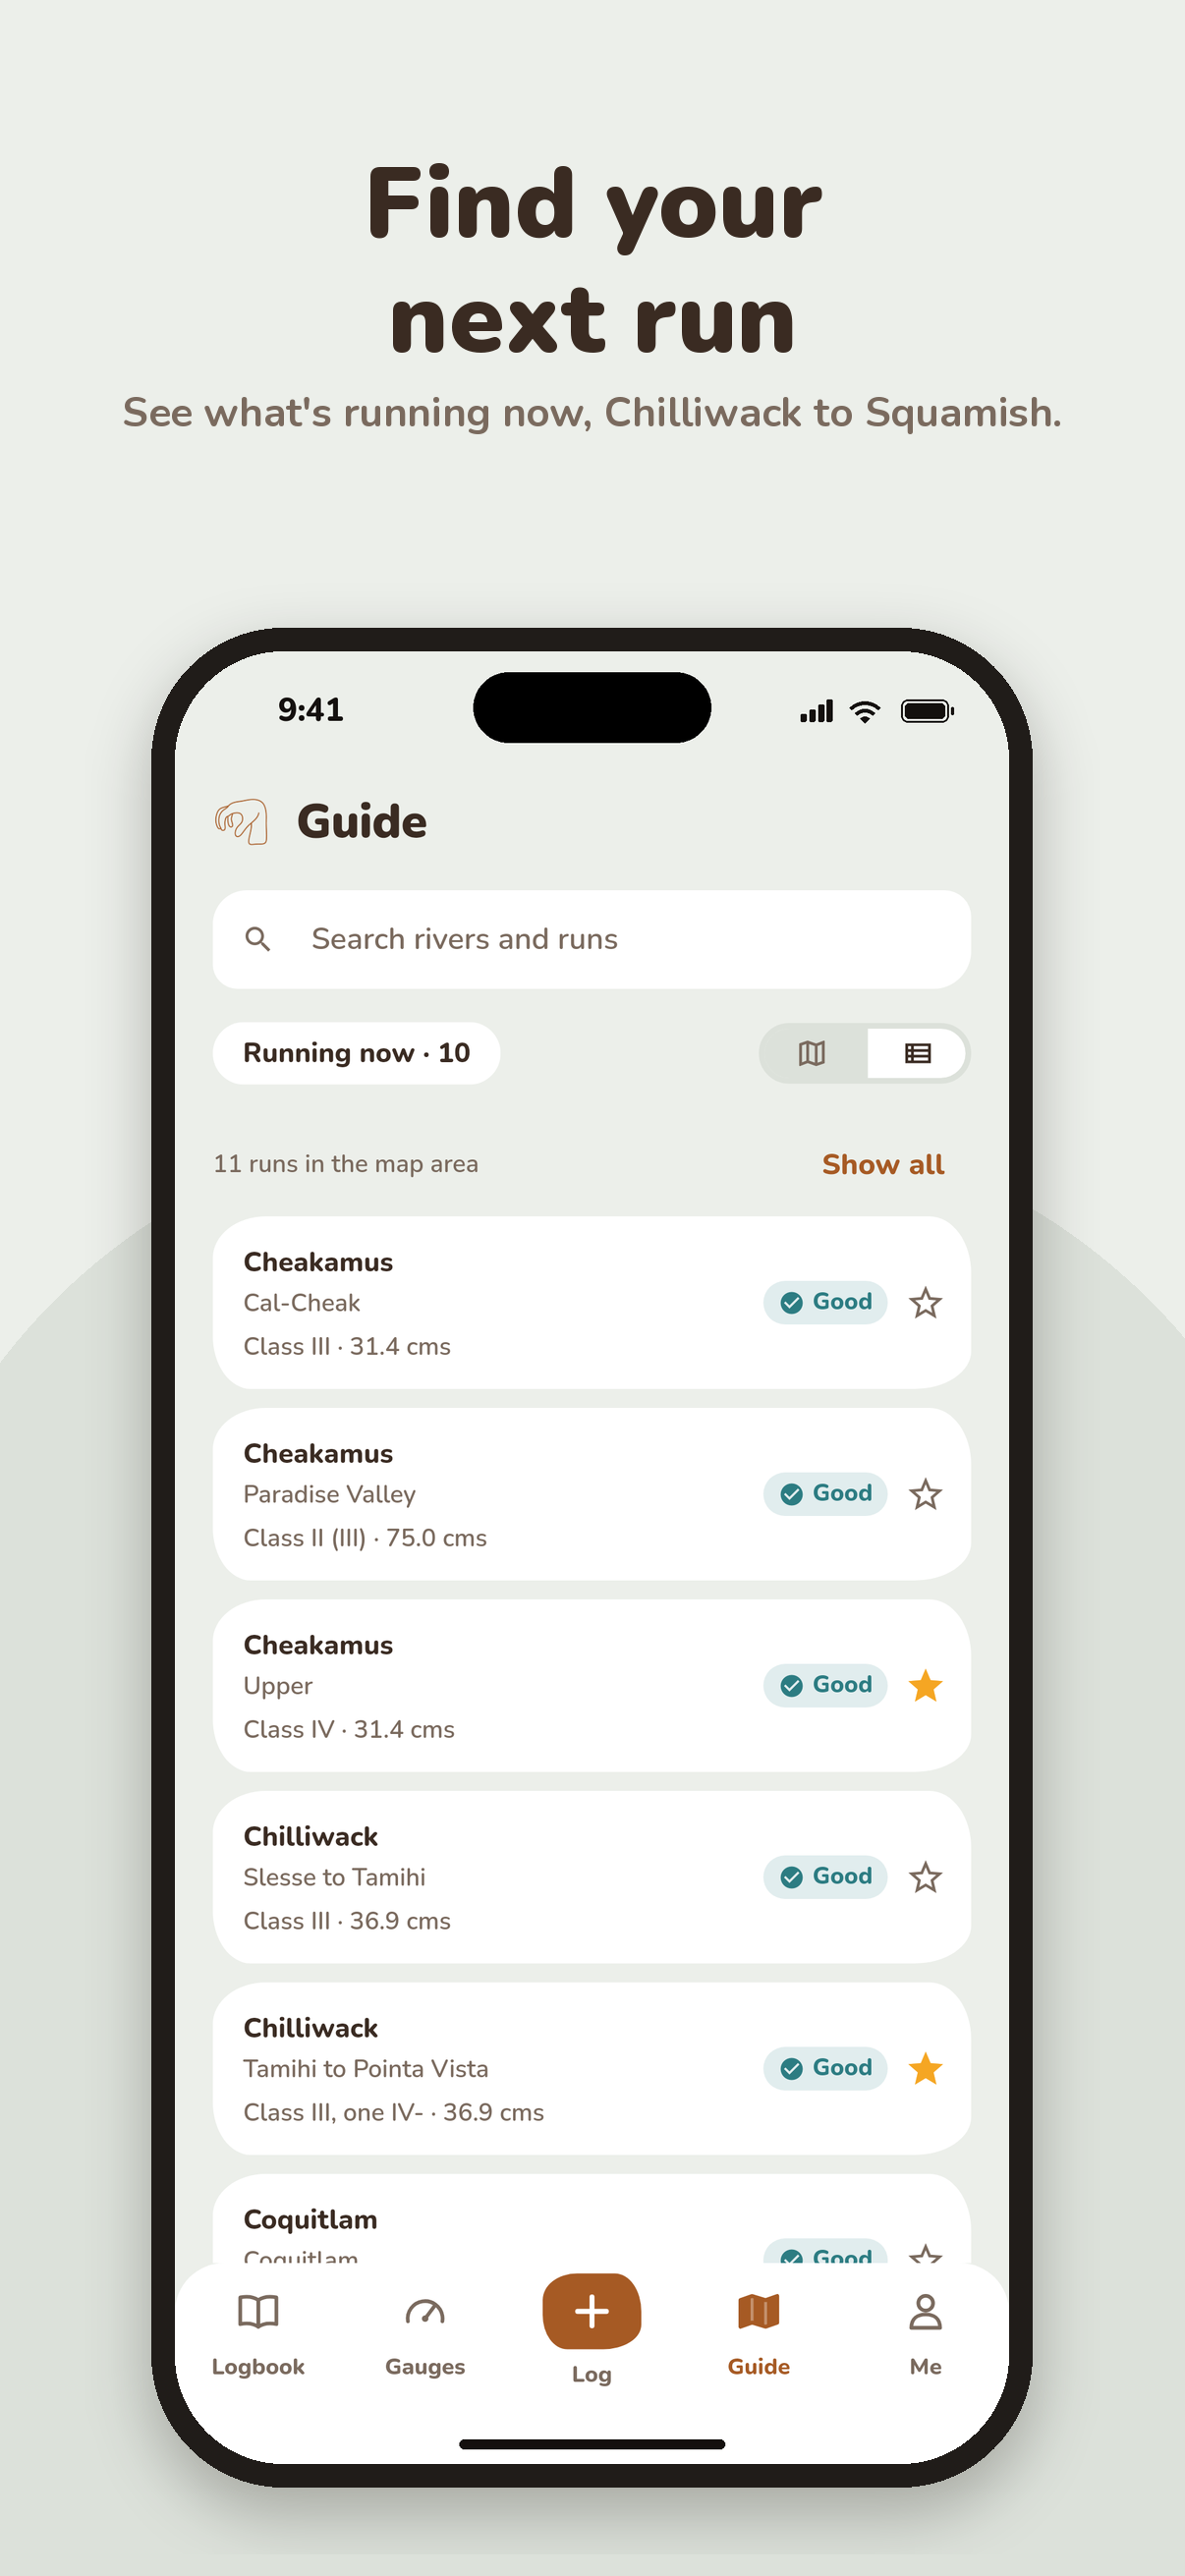 Find your
next run
See what's running now, Chilliwack to Squamish.
9:41
Guide
Search rivers and runs
Running now · 10
11 runs in the map area
Show all
Cheakamus
Cal-Cheak
Good
Class III · 31.4 cms
Cheakamus
Paradise Valley
Good
Class II (III) · 75.0 cms
Cheakamus
Upper
Good
Class IV · 31.4 cms
Chilliwack
Slesse to Tamihi
Good
Class III · 36.9 cms
Chilliwack
Tamihi to Pointa Vista
Good
Class III, one IV- · 36.9 cms
Coquitlam
Coquitlam
Good
Logbook
Gauges
Log
Guide
Me